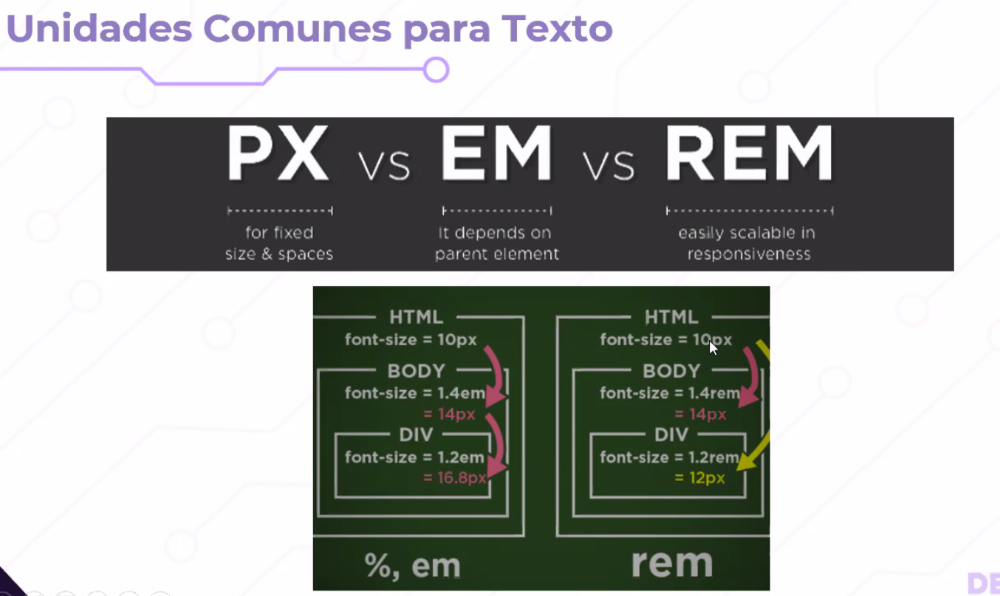 Unidades Comunes para Texto
PX vs EM vs REM
for fixed
size & spaces
It depends on
parent element
easily scalable in
responsiveness
HTML
font-size = 10px
BODY
font-size = 1.4em
= 14px
DIV
font-size = 1.2em
= 16.8px
%, em
HTML
font-size = 10px
BODY
font-size = 1.4rem
= 14px
DIV
font-size = 1.2rem
= 12px
rem
DE